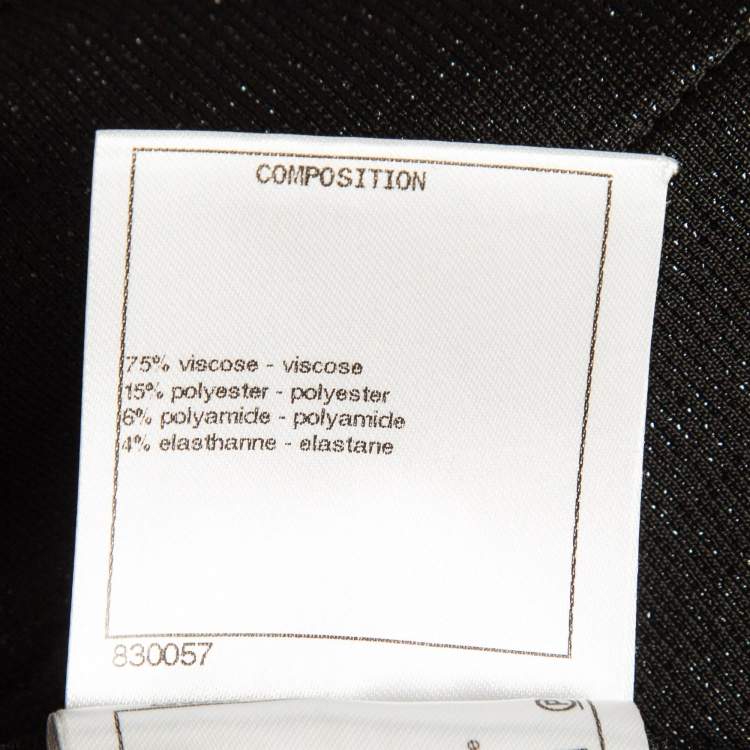 COMPOSITION
75% viscose - viscose
15% polyester - polyester
6% polyamide - polyamide
4% elasthanne - elastane
830057
P
e